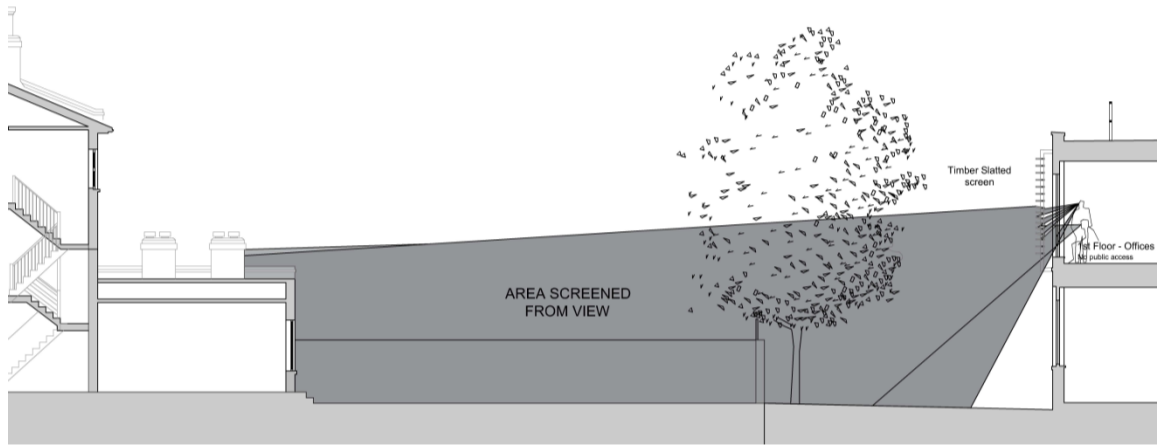 Timber Slatted
screen
1st Floor - Offices
No public access
AREA SCREENED
FROM VIEW